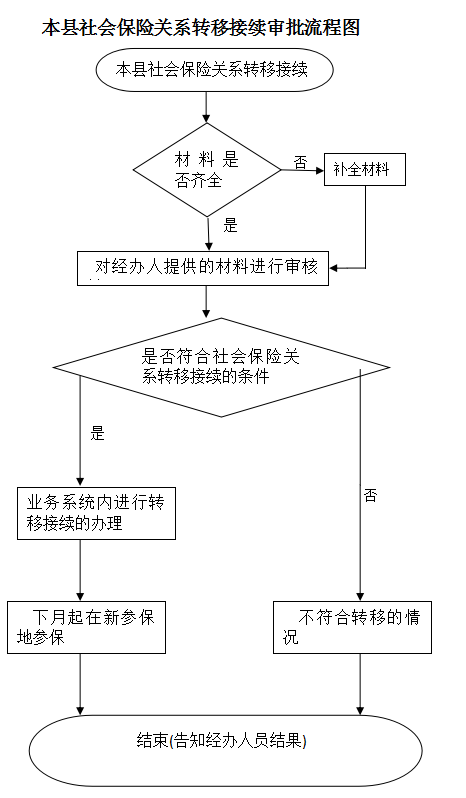 本县社会保险关系转移接续审批流程图
本县社会保险关系转移接续
材料是
否齐全
否
补全材料
是
对经办人提供的材料进行审核
是否符合社会保险关
系转移接续的条件
是
否
业务系统内进行转
移接续的办理
下月起在新参保
地参保
不符合转移的情
况
结束(告知经办人员结果)